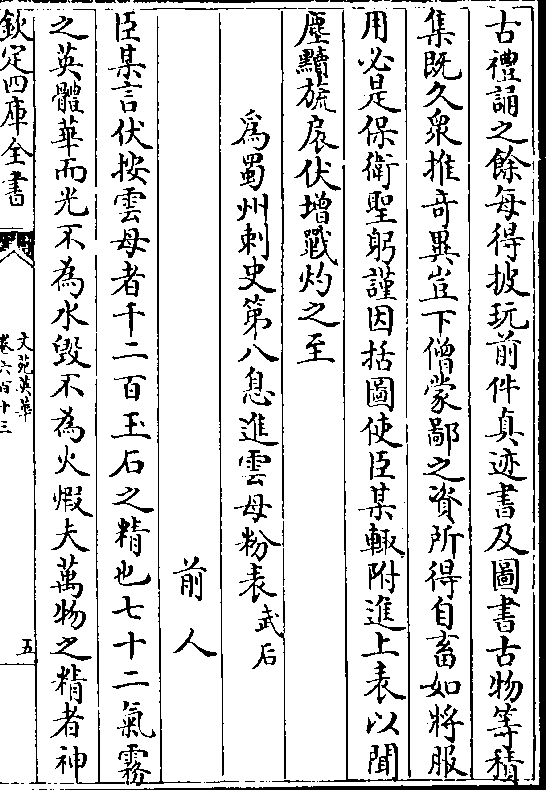 古禮誦之餘每得披玩前件真迹書及圖書古物等積
集既久衆推奇異豈下僧蒙鄙之資所得自畜如將服
用必是保衛聖躬謹因括圖使臣某輙附進上表以聞
塵黷旒扆伏增戰灼之至
為蜀州刺史第八息進雲母粉表武后
前人
臣某言伏按雲母者千二百玉石之精也七十二氣霧
之英體華而光不為水毀不為火煆夫萬物之精者神
欽定四庫全書
文苑英華
卷六百十三
五